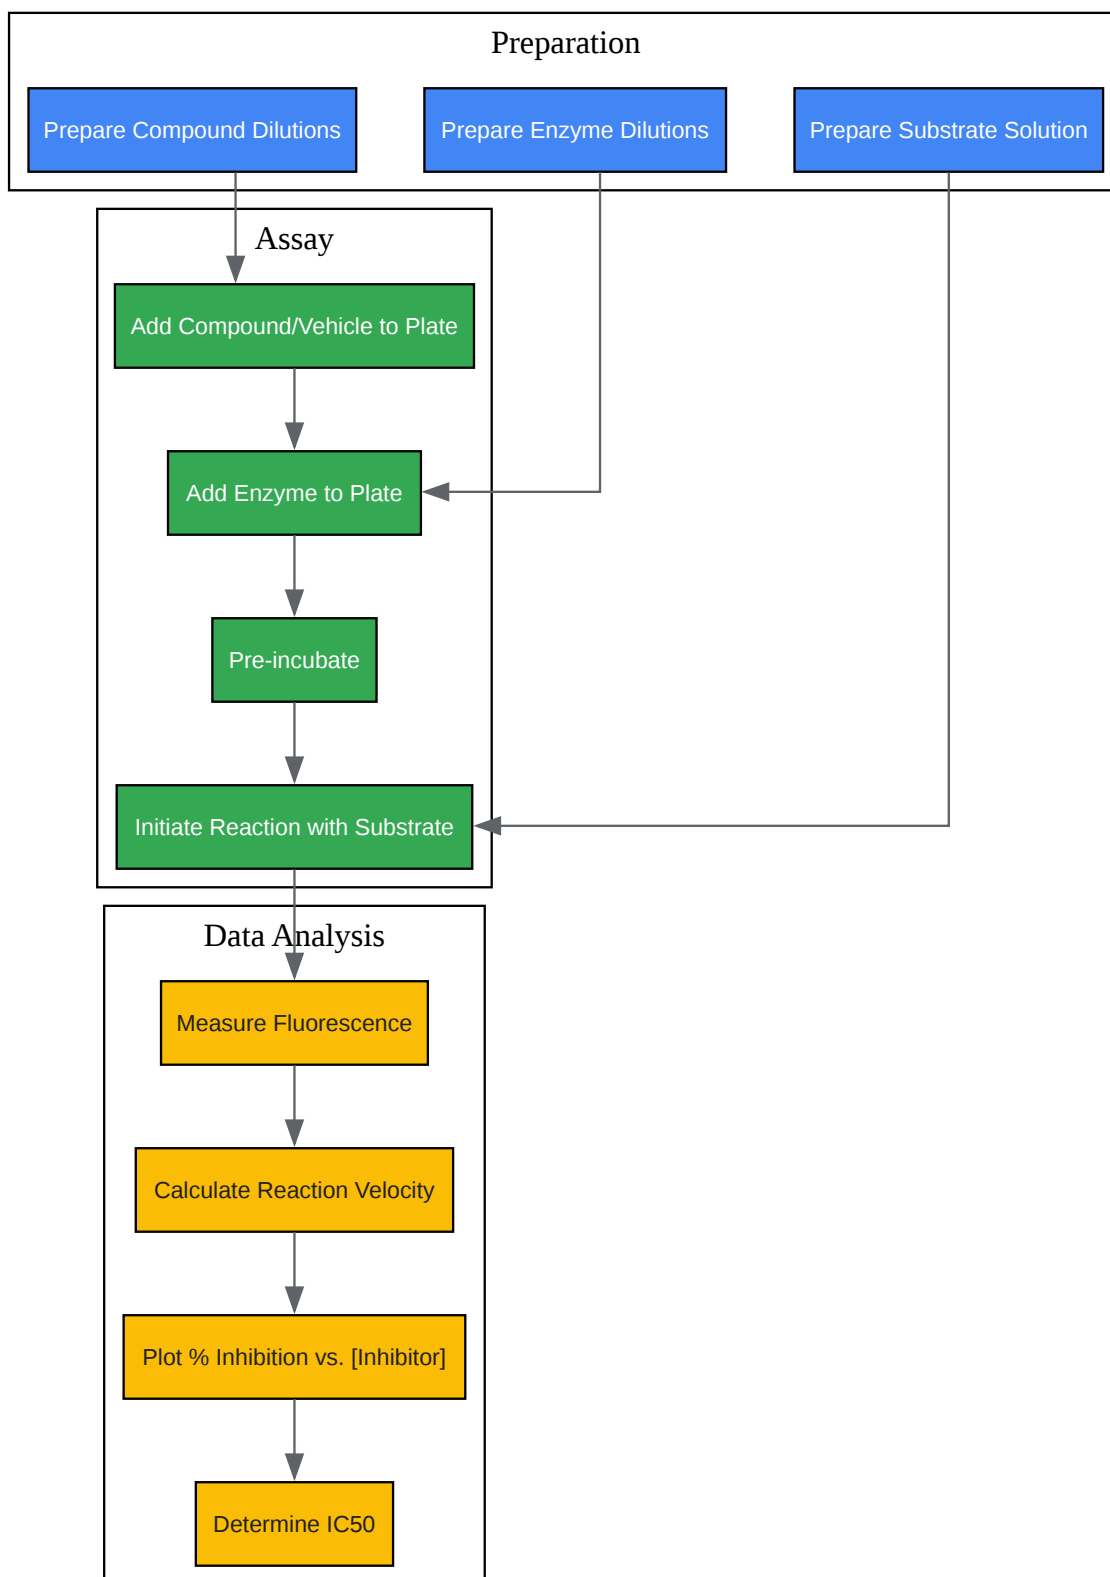 Preparation
Prepare Compound Dilutions
Prepare Enzyme Dilutions
Prepare Substrate Solution
Assay
Add Compound/Vehicle to Plate
Add Enzyme to Plate
Pre-incubate
Initiate Reaction with Substrate
Data Analysis
Measure Fluorescence
Calculate Reaction Velocity
Plot % Inhibition vs. [Inhibitor]
Determine IC50